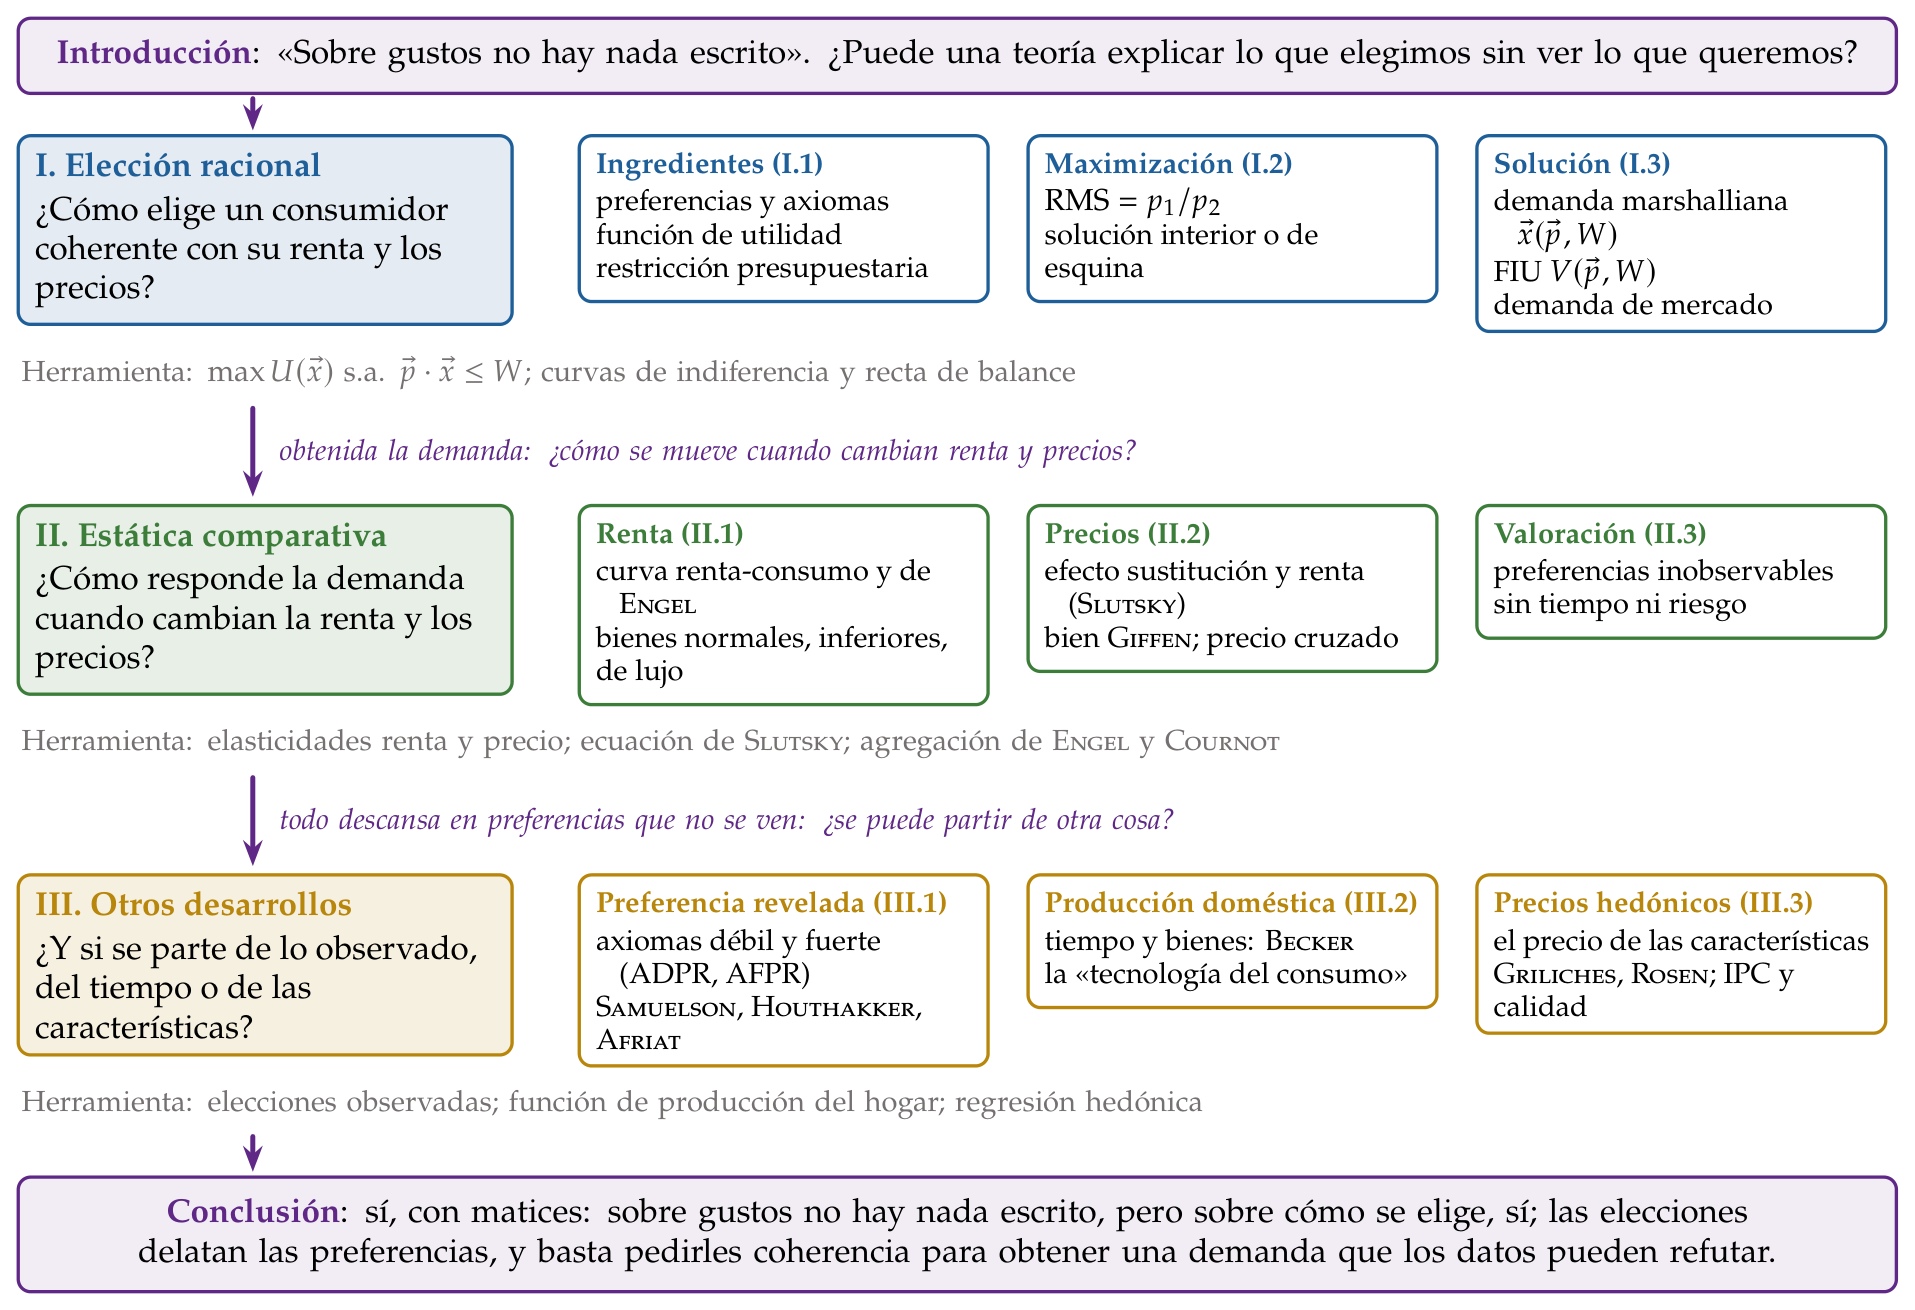 Introducción: «Sobre gustos no hay nada escrito». ¿Puede una teoría explicar lo que elegimos sin ver lo que queremos?
I. Elección racional
¿Cómo elige un consumidor
coherente con su renta y los
precios?
Ingredientes (I.1)
preferencias y axiomas
función de utilidad
restricción presupuestaria
Maximización (I.2)
RMS = p₁/p₂
solución interior o de
esquina
Solución (I.3)
demanda marshalliana
x⃗(p⃗, W)
FIU V(p⃗, W)
demanda de mercado
Herramienta: max U(x⃗) s.a. p⃗ · x⃗ ≤ W; curvas de indiferencia y recta de balance
obtenida la demanda: ¿cómo se mueve cuando cambian renta y precios?
II. Estática comparativa
¿Cómo responde la demanda
cuando cambian la renta y los
precios?
Renta (II.1)
curva renta-consumo y de
Engel
bienes normales, inferiores,
de lujo
Precios (II.2)
efecto sustitución y renta
(Slutsky)
bien Giffen; precio cruzado
Valoración (II.3)
preferencias inobservables
sin tiempo ni riesgo
Herramienta: elasticidades renta y precio; ecuación de Slutsky; agregación de Engel y Cournot
todo descansa en preferencias que no se ven: ¿se puede partir de otra cosa?
III. Otros desarrollos
¿Y si se parte de lo observado,
del tiempo o de las
características?
Preferencia revelada (III.1)
axiomas débil y fuerte
(ADPR, AFPR)
Samuelson, Houthakker,
Afriat
Producción doméstica (III.2)
tiempo y bienes: Becker
la «tecnología del consumo»
Precios hedónicos (III.3)
el precio de las características
Griliches, Rosen; IPC y
calidad
Herramienta: elecciones observadas; función de producción del hogar; regresión hedónica
Conclusión: sí, con matices: sobre gustos no hay nada escrito, pero sobre cómo se elige, sí; las elecciones
delatan las preferencias, y basta pedirles coherencia para obtener una demanda que los datos pueden refutar.